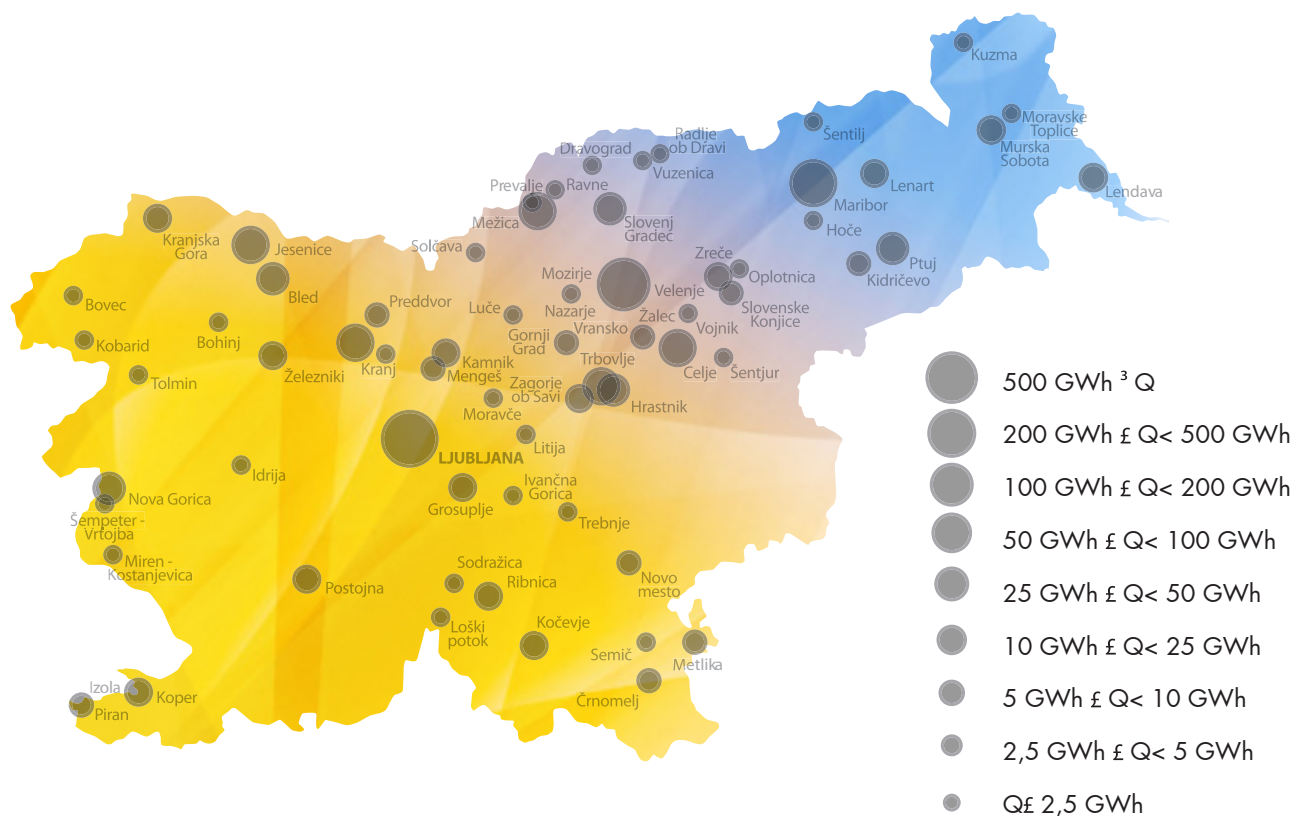 Kuzma
Moravske
Toplice
Murska
Sobota
Šentilj
Radlje
ob Dravi
Dravograd
Vuzenica
Prevalje
Ravne
Lenart
Lendava
Maribor
Mežica
Slovenj
Gradec
Hoče
Kranjska
Gora
Jesenice
Solčava
Zreče
Ptuj
Oplotnica
Kidričevo
Mozirje
Velenje
Bled
Bovec
Preddvor
Luče
Nazarje
Žalec
Slovenske
Konjice
Vransko
Vojnik
Gornji
Grad
Kobarid
Bohinj
Trbovlje
Kranj
Kamnik
Mengeš
Celje
Šentjur
Železniki
Tolmin
Zagorje
ob Savi
Hrastnik
Moravče
Litija
LJUBLJANA
Idrija
Ivančna
Gorica
Nova Gorica
Grosuplje
Šempeter -
Vrtojba
Trebnje
Miren -
Kostanjevica
Sodražica
Ribnica
Novo
mesto
Postojna
Kočevje
Loški
potok
Semič
Metlika
Izola
Koper
Črnomelj
Piran
500 GWh ³ Q
200 GWh £ Q< 500 GWh
100 GWh £ Q< 200 GWh
50 GWh £ Q< 100 GWh
25 GWh £ Q< 50 GWh
10 GWh £ Q< 25 GWh
5 GWh £ Q< 10 GWh
2,5 GWh £ Q< 5 GWh
Q£ 2,5 GWh